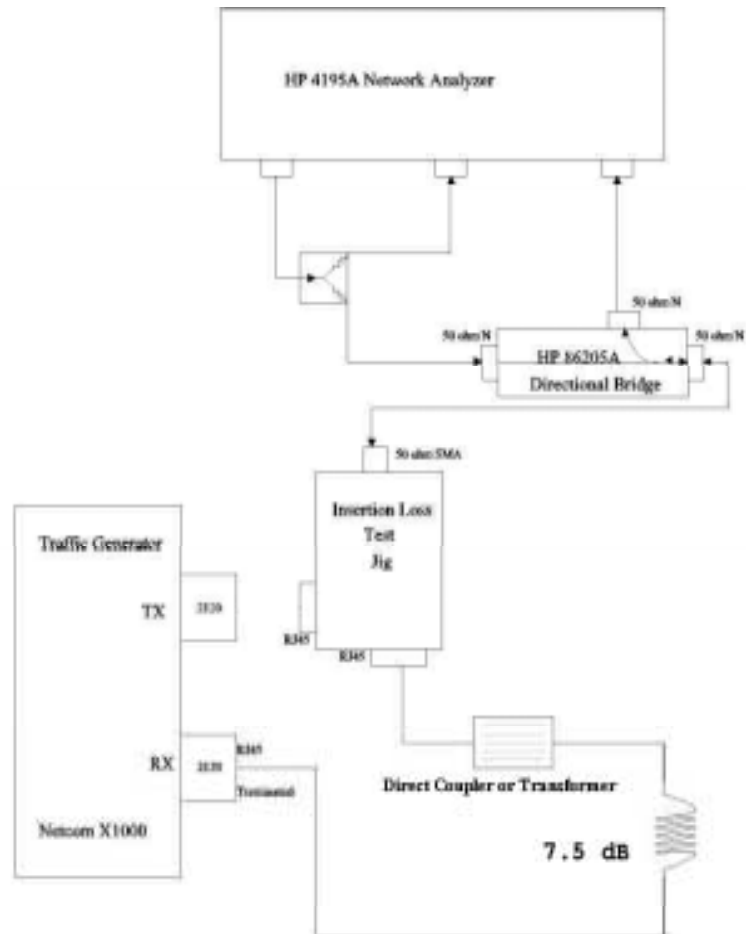 HP 4195A Network Analyzer
50 ohm N
50 ohm N
50 ohm N
HP 86205A
Directional Bridge
50 ohm SMA
Insertion Loss
Test
Jig
Traffic Generator
TX
RJ45
RJ45
RX
RJ45
Terminated
Netcom X1000
Direct Coupler or Transformer
7.5 dB